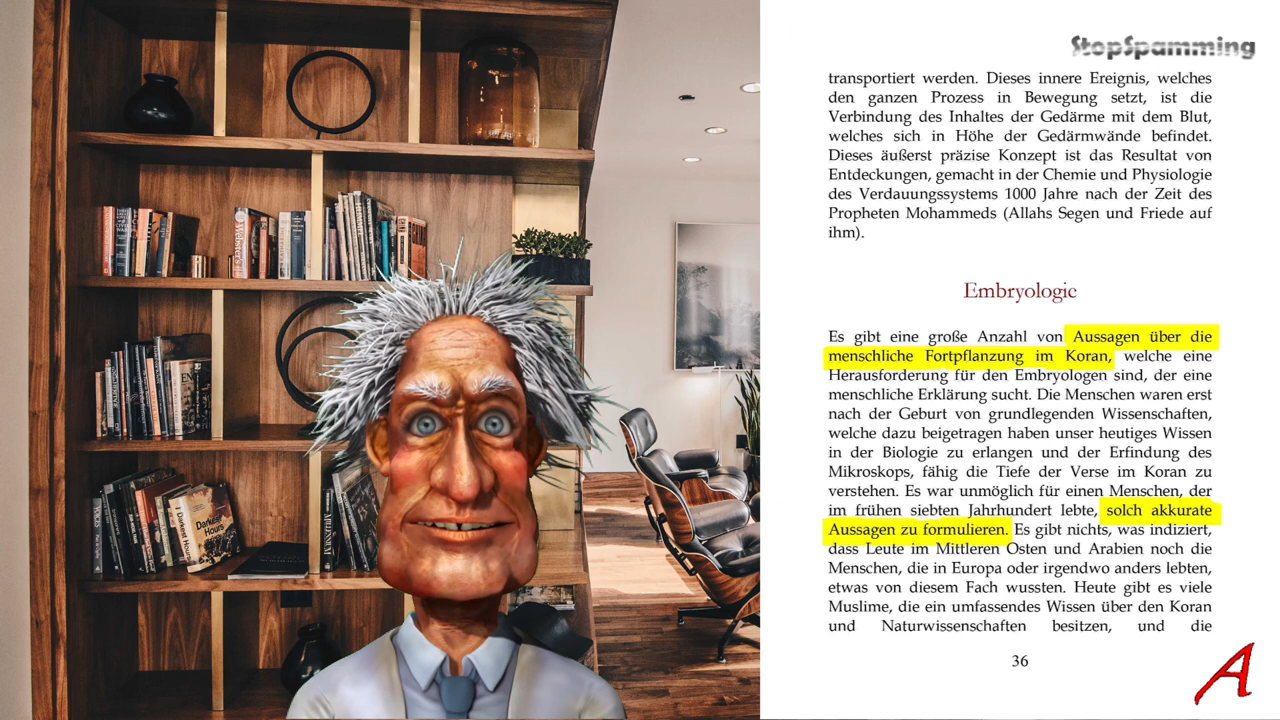 StopSpamming
transportiert werden. Dieses innere Ereignis, welches
den ganzen Prozess in Bewegung setzt, ist die
Verbindung des Inhaltes der Gedärme mit dem Blut,
welches sich in Höhe der Gedärmwände befindet.
Dieses äußerst präzise Konzept ist das Resultat von
Entdeckungen, gemacht in der Chemie und Physiologie
des Verdauungssystems 1000 Jahre nach der Zeit des
Propheten Mohammeds (Allahs Segen und Friede auf
ihm).
Embryologic
Es gibt eine große Anzahl von Aussagen über die
menschliche Fortpflanzung im Koran, welche eine
Herausforderung für den Embryologen sind, der eine
menschliche Erklärung sucht. Die Menschen waren erst
nach der Geburt von grundlegenden Wissenschaften,
welche dazu beigetragen haben unser heutiges Wissen
in der Biologie zu erlangen und der Erfindung des
Mikroskops, fähig die Tiefe der Verse im Koran zu
verstehen. Es war unmöglich für einen Menschen, der
im frühen siebten Jahrhundert lebte, solch akkurate
Aussagen zu formulieren. Es gibt nichts, was indiziert,
dass Leute im Mittleren Osten und Arabien noch die
Menschen, die in Europa oder irgendwo anders lebten,
etwas von diesem Fach wussten. Heute gibt es viele
Muslime, die ein umfassendes Wissen über den Koran
und Naturwissenschaften besitzen, und die
36
A
Darkest
Hours